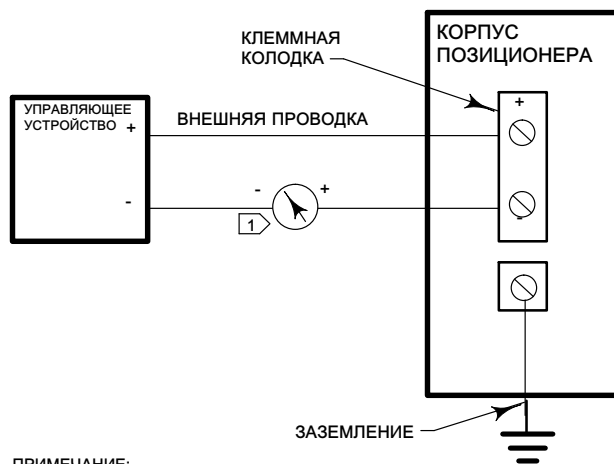 КЛЕММНАЯ
КОЛОДКА
КОРПУС
ПОЗИЦИОНЕРА
УПРАВЛЯЮЩЕЕ
УСТРОЙСТВО
+
-
ВНЕШНЯЯ ПРОВОДКА
+
-
- +
1
ЗАЗЕМЛЕНИЕ
ПРИМЕЧАНИЕ: